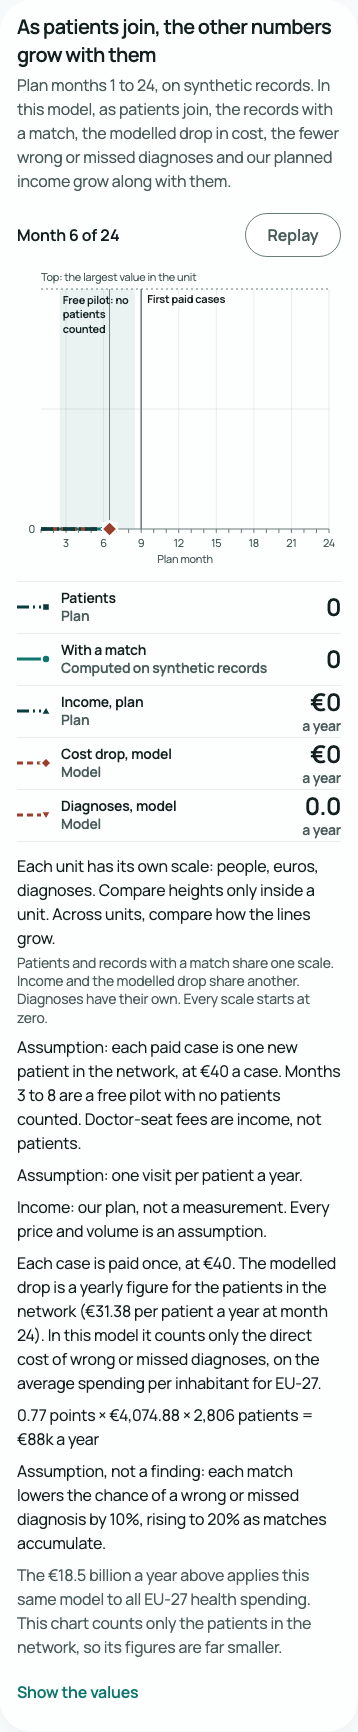 As patients join, the other numbers
grow with them
Plan months 1 to 24, on synthetic records. In
this model, as patients join, the records with
a match, the modelled drop in cost, the fewer
wrong or missed diagnoses and our planned
income grow along with them.
Month 6 of 24
Replay
Top: the largest value in the unit
Free pilot: no
patients
counted
First paid cases
0
3 6 9 12 15 18 21 24
Plan month
Patients
Plan
0
With a match
Computed on synthetic records
0
Income, plan
Plan
€0
a year
Cost drop, model
Model
€0
a year
Diagnoses, model
Model
0.0
a year
Each unit has its own scale: people, euros,
diagnoses. Compare heights only inside a
unit. Across units, compare how the lines
grow.
Patients and records with a match share one scale.
Income and the modelled drop share another.
Diagnoses have their own. Every scale starts at
zero.
Assumption: each paid case is one new
patient in the network, at €40 a case. Months
3 to 8 are a free pilot with no patients
counted. Doctor-seat fees are income, not
patients.
Assumption: one visit per patient a year.
Income: our plan, not a measurement. Every
price and volume is an assumption.
Each case is paid once, at €40. The modelled
drop is a yearly figure for the patients in the
network (€31.38 per patient a year at month
24). In this model it counts only the direct
cost of wrong or missed diagnoses, on the
average spending per inhabitant for EU-27.
0.77 points × €4,074.88 × 2,806 patients =
€88k a year
Assumption, not a finding: each match
lowers the chance of a wrong or missed
diagnosis by 10%, rising to 20% as matches
accumulate.
The €18.5 billion a year above applies this
same model to all EU-27 health spending.
This chart counts only the patients in the
network, so its figures are far smaller.
Show the values